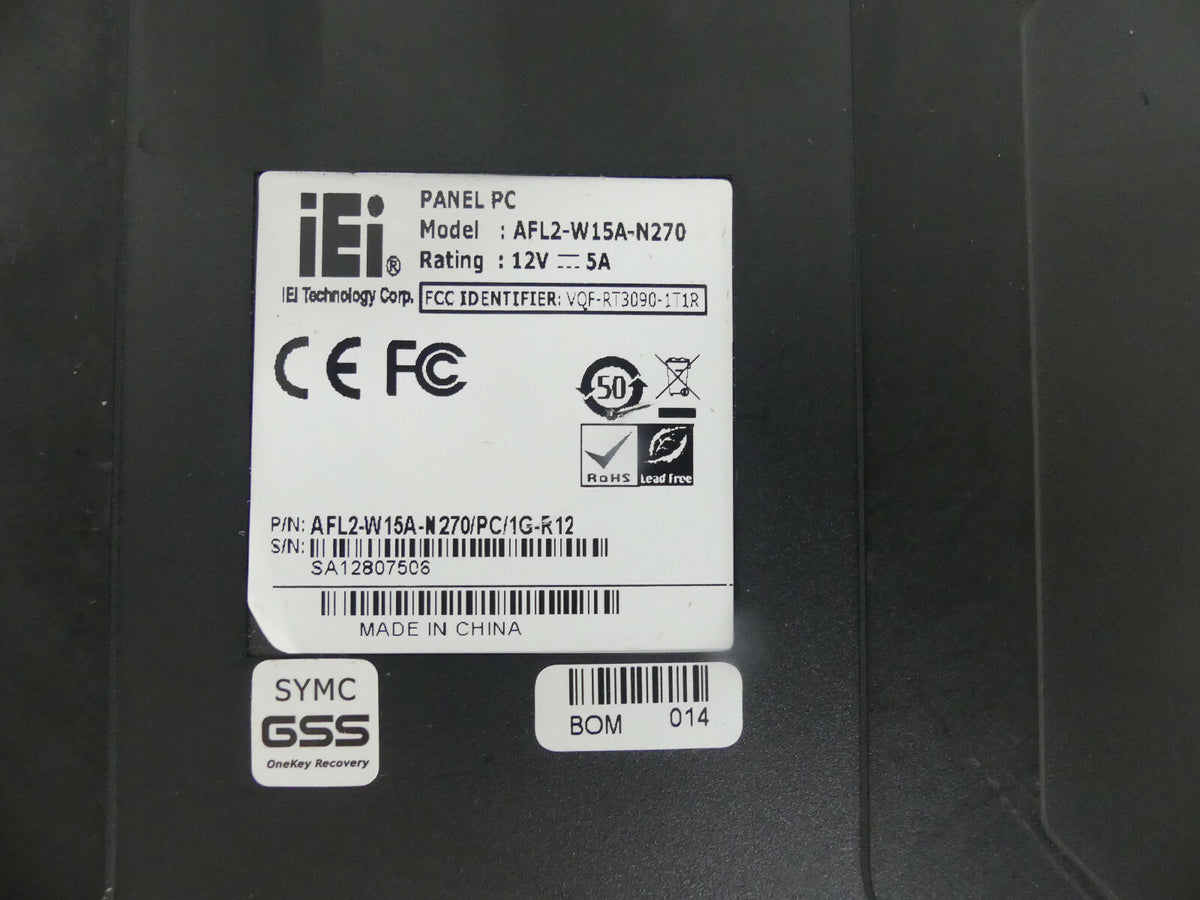 iEi®
IEI Technology Corp.
PANEL PC
Model : AFL2-W15A-N270
Rating : 12V ⎓ 5A
FCC IDENTIFIER: VQF-RT3090-1T1R
CE FC
50
RoHS
Lead Free
P/N: AFL2-W15A-N270/PC/1G-R12
S/N:
SA12807506
MADE IN CHINA
SYMC
GSS
OneKey Recovery
BOM 014